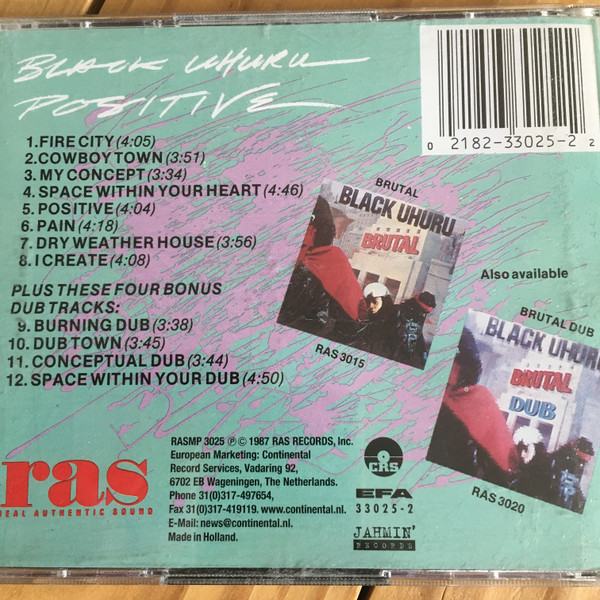 BLACK UHURU
POSITIVE
0 2182-33025-2 2
1. FIRE CITY (4:05)
2. COWBOY TOWN (3:51)
3. MY CONCEPT (3:34)
4. SPACE WITHIN YOUR HEART (4:46)
5. POSITIVE (4:04)
6. PAIN (4:18)
7. DRY WEATHER HOUSE (3:56)
8. I CREATE (4:08)
PLUS THESE FOUR BONUS
DUB TRACKS:
9. BURNING DUB (3:38)
10. DUB TOWN (3:45)
11. CONCEPTUAL DUB (3:44)
12. SPACE WITHIN YOUR DUB (4:50)
BRUTAL
BLACK UHURU
BRUTAL
RAS 3015
Also available
BRUTAL DUB
BLACK UHURU
BRUTAL
DUB
RAS 3020
ras
REAL AUTHENTIC SOUND
RASMP 3025 ℗ © 1987 RAS RECORDS, Inc.
European Marketing: Continental
Record Services, Vadaring 92,
6702 EB Wageningen, The Netherlands.
Phone 31(0)317-497654,
Fax 31(0)317-419119. www.continental.nl.
E-Mail: news@continental.nl.
Made in Holland.
CRS
EFA
33025-2
JAHMIN'
RECORDS